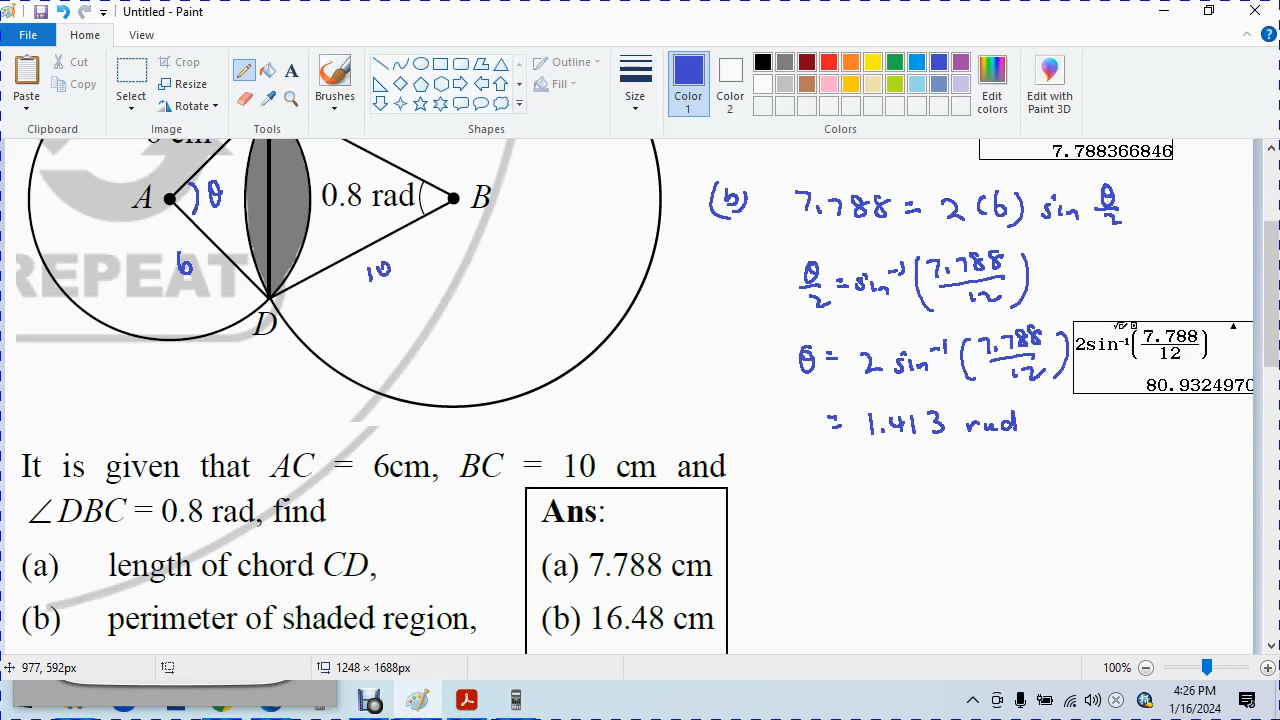 Untitled - Paint
File Home View
Paste Cut Copy Clipboard
Select Crop Resize Rotate Image
A Tools
Brushes
Shapes
Outline Fill
Size
Color 1
Color 2
Colors
Edit colors
Edit with Paint 3D
7.788366846
A θ 0.8 rad B
6 10
REPEAT
D
(b) 7.788 = 2 (6) sin θ/2
θ/2 = sin⁻¹ (7.788/12)
θ = 2 sin⁻¹ (7.788/12)
= 1.413 rad
2sin⁻¹(7.788/12)
80.9324970
It is given that AC = 6cm, BC = 10 cm and
∠DBC = 0.8 rad, find
(a) length of chord CD,
(b) perimeter of shaded region,
Ans:
(a) 7.788 cm
(b) 16.48 cm
977, 592px
1248 × 1688px
100%
4:26 PM
1/16/2024